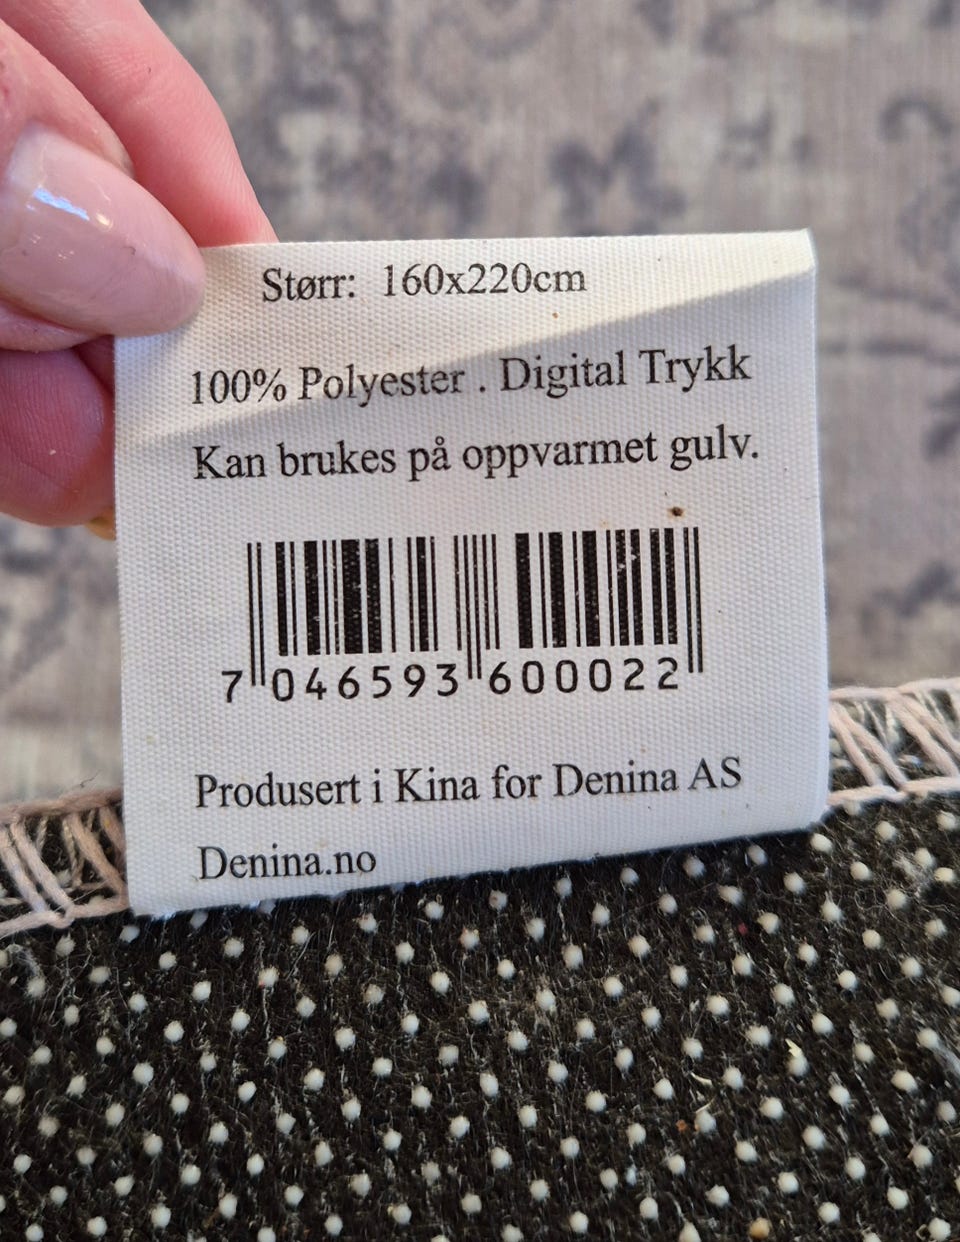 Størr: 160x220cm
100% Polyester . Digital Trykk
Kan brukes på oppvarmet gulv.
7 046593 600022
Produsert i Kina for Denina AS
Denina.no